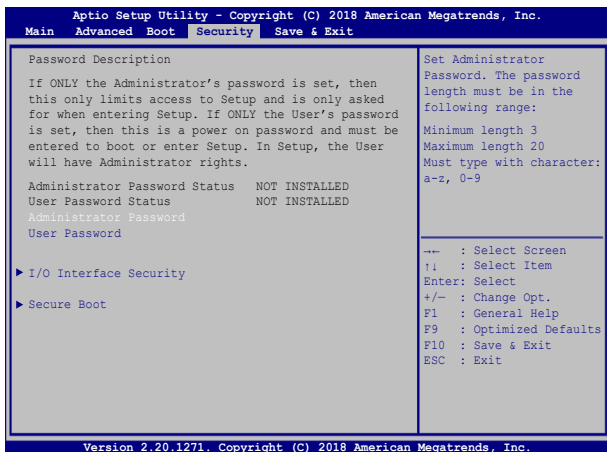 Aptio Setup Utility - Copyright (C) 2018 American Megatrends, Inc.
Main Advanced Boot Security Save & Exit
Password Description
If ONLY the Administrator's password is set, then
this only limits access to Setup and is only asked
for when entering Setup. If ONLY the User's password
is set, then this is a power on password and must be
entered to boot or enter Setup. In Setup, the User
will have Administrator rights.
Administrator Password Status NOT INSTALLED
User Password Status NOT INSTALLED
Administrator Password
User Password
I/O Interface Security
Secure Boot
Set Administrator
Password. The password
length must be in the
following range:
Minimum length 3
Maximum length 20
Must type with character:
a-z, 0-9
→← : Select Screen
↑↓ : Select Item
Enter: Select
+/— : Change Opt.
F1 : General Help
F9 : Optimized Defaults
F10 : Save & Exit
ESC : Exit
Version 2.20.1271. Copyright (C) 2018 American Megatrends, Inc.